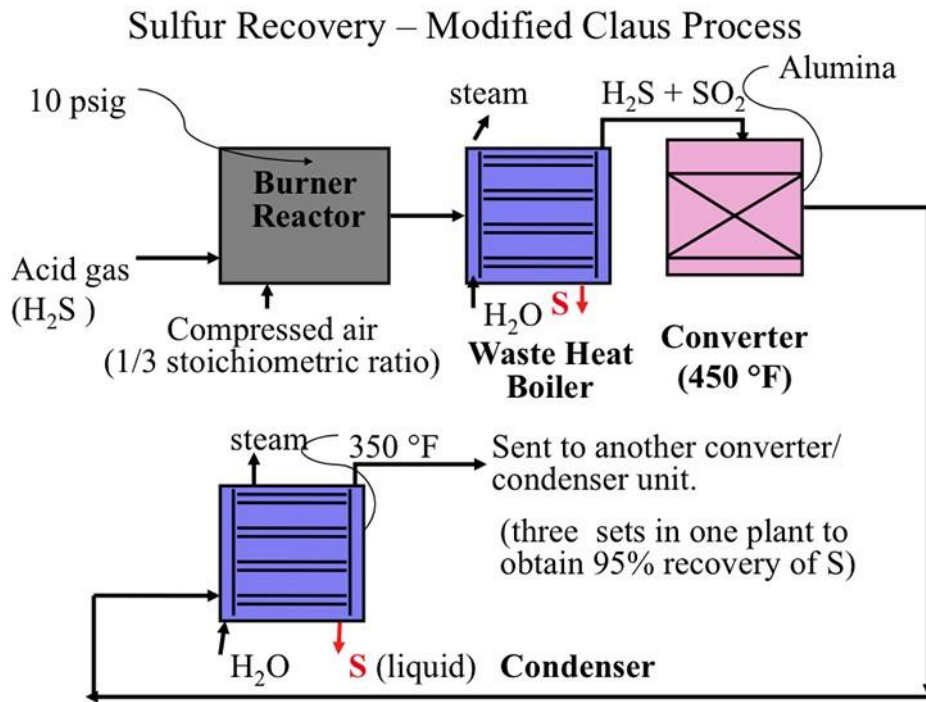 Sulfur Recovery – Modified Claus Process
10 psig
steam
H₂S + SO₂
Alumina
Burner
Reactor
Acid gas
(H₂S )
Compressed air
(1/3 stoichiometric ratio)
H₂O
S
Waste Heat
Boiler
Converter
(450 °F)
steam
350 °F
Sent to another converter/
condenser unit.
(three sets in one plant to
obtain 95% recovery of S)
H₂O
S (liquid)
Condenser